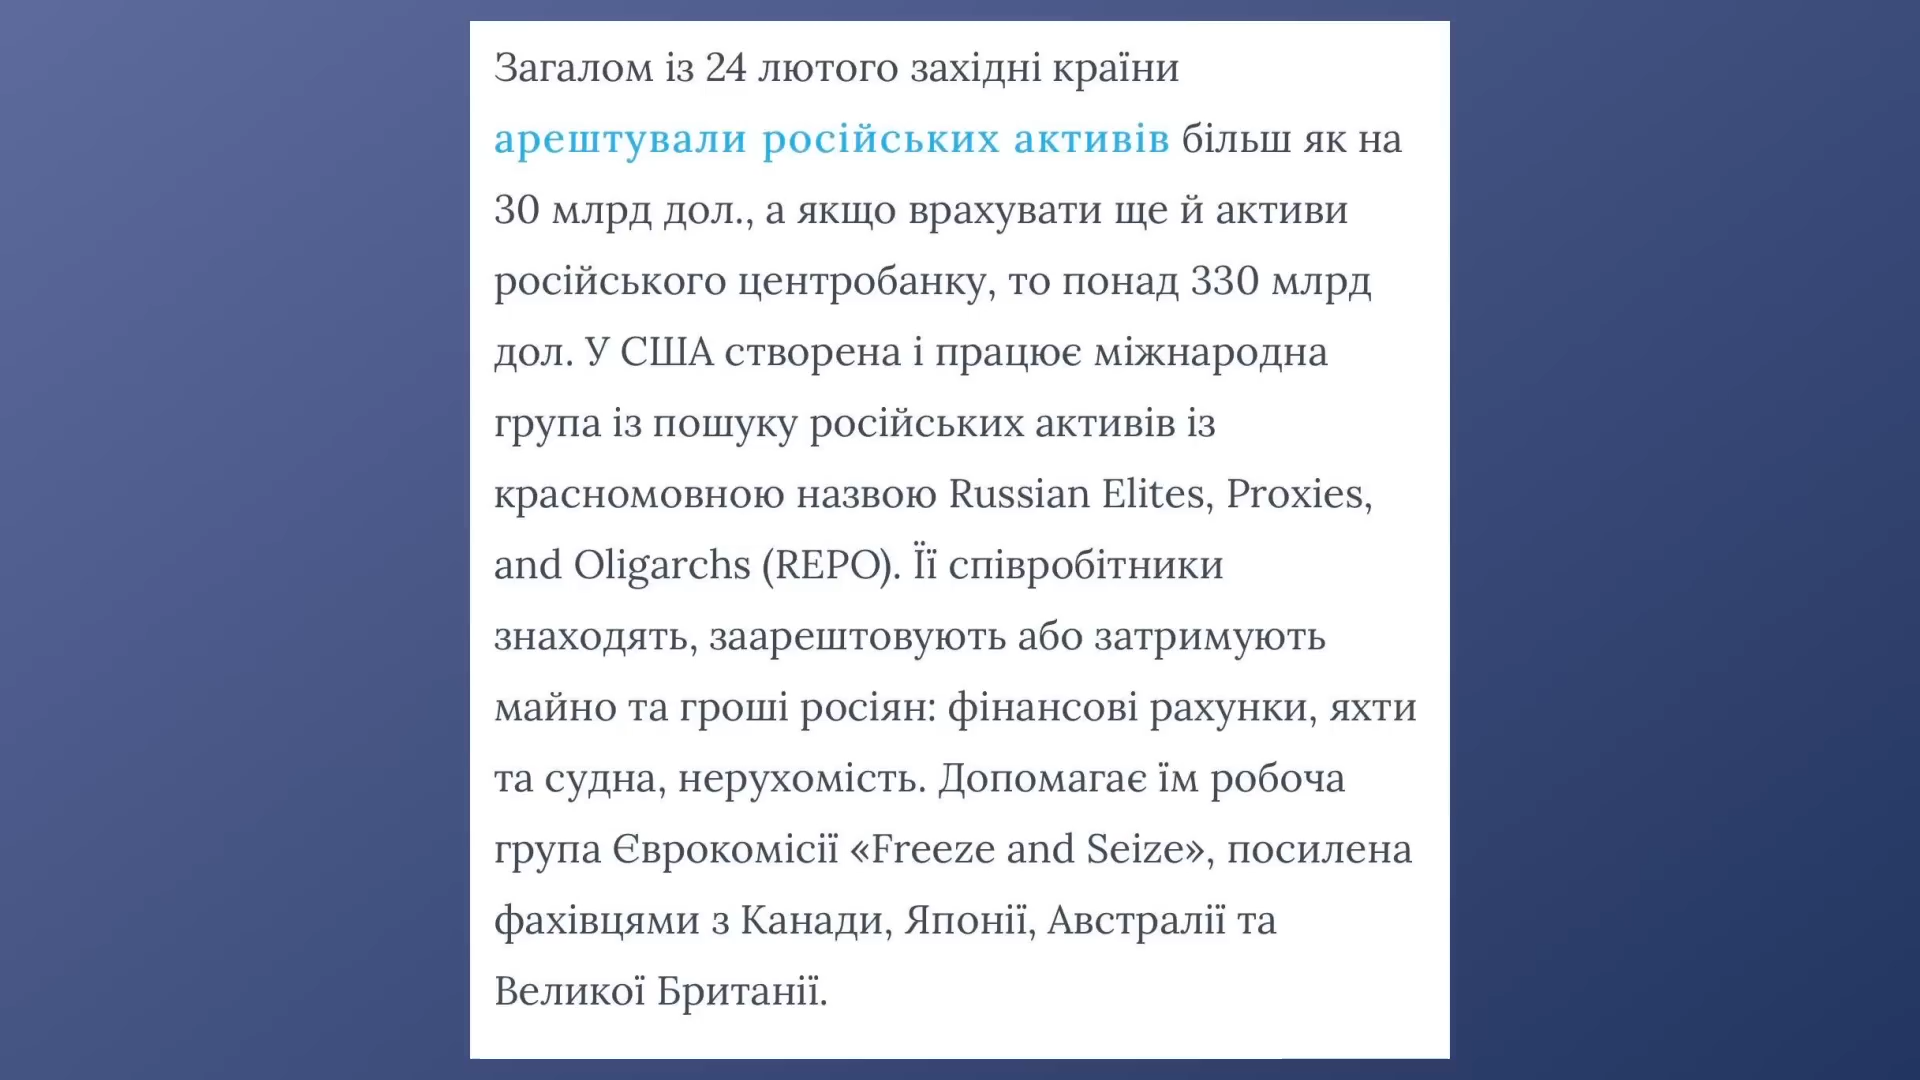 Загалом із 24 лютого західні країни
арештували російських активів більш як на
30 млрд дол., а якщо врахувати ще й активи
російського центробанку, то понад 330 млрд
дол. У США створена і працює міжнародна
група із пошуку російських активів із
красномовною назвою Russian Elites, Proxies,
and Oligarchs (REPO). Її співробітники
знаходять, заарештовують або затримують
майно та гроші росіян: фінансові рахунки, яхти
та судна, нерухомість. Допомагає їм робоча
група Єврокомісії «Freeze and Seize», посилена
фахівцями з Канади, Японії, Австралії та
Великої Британії.